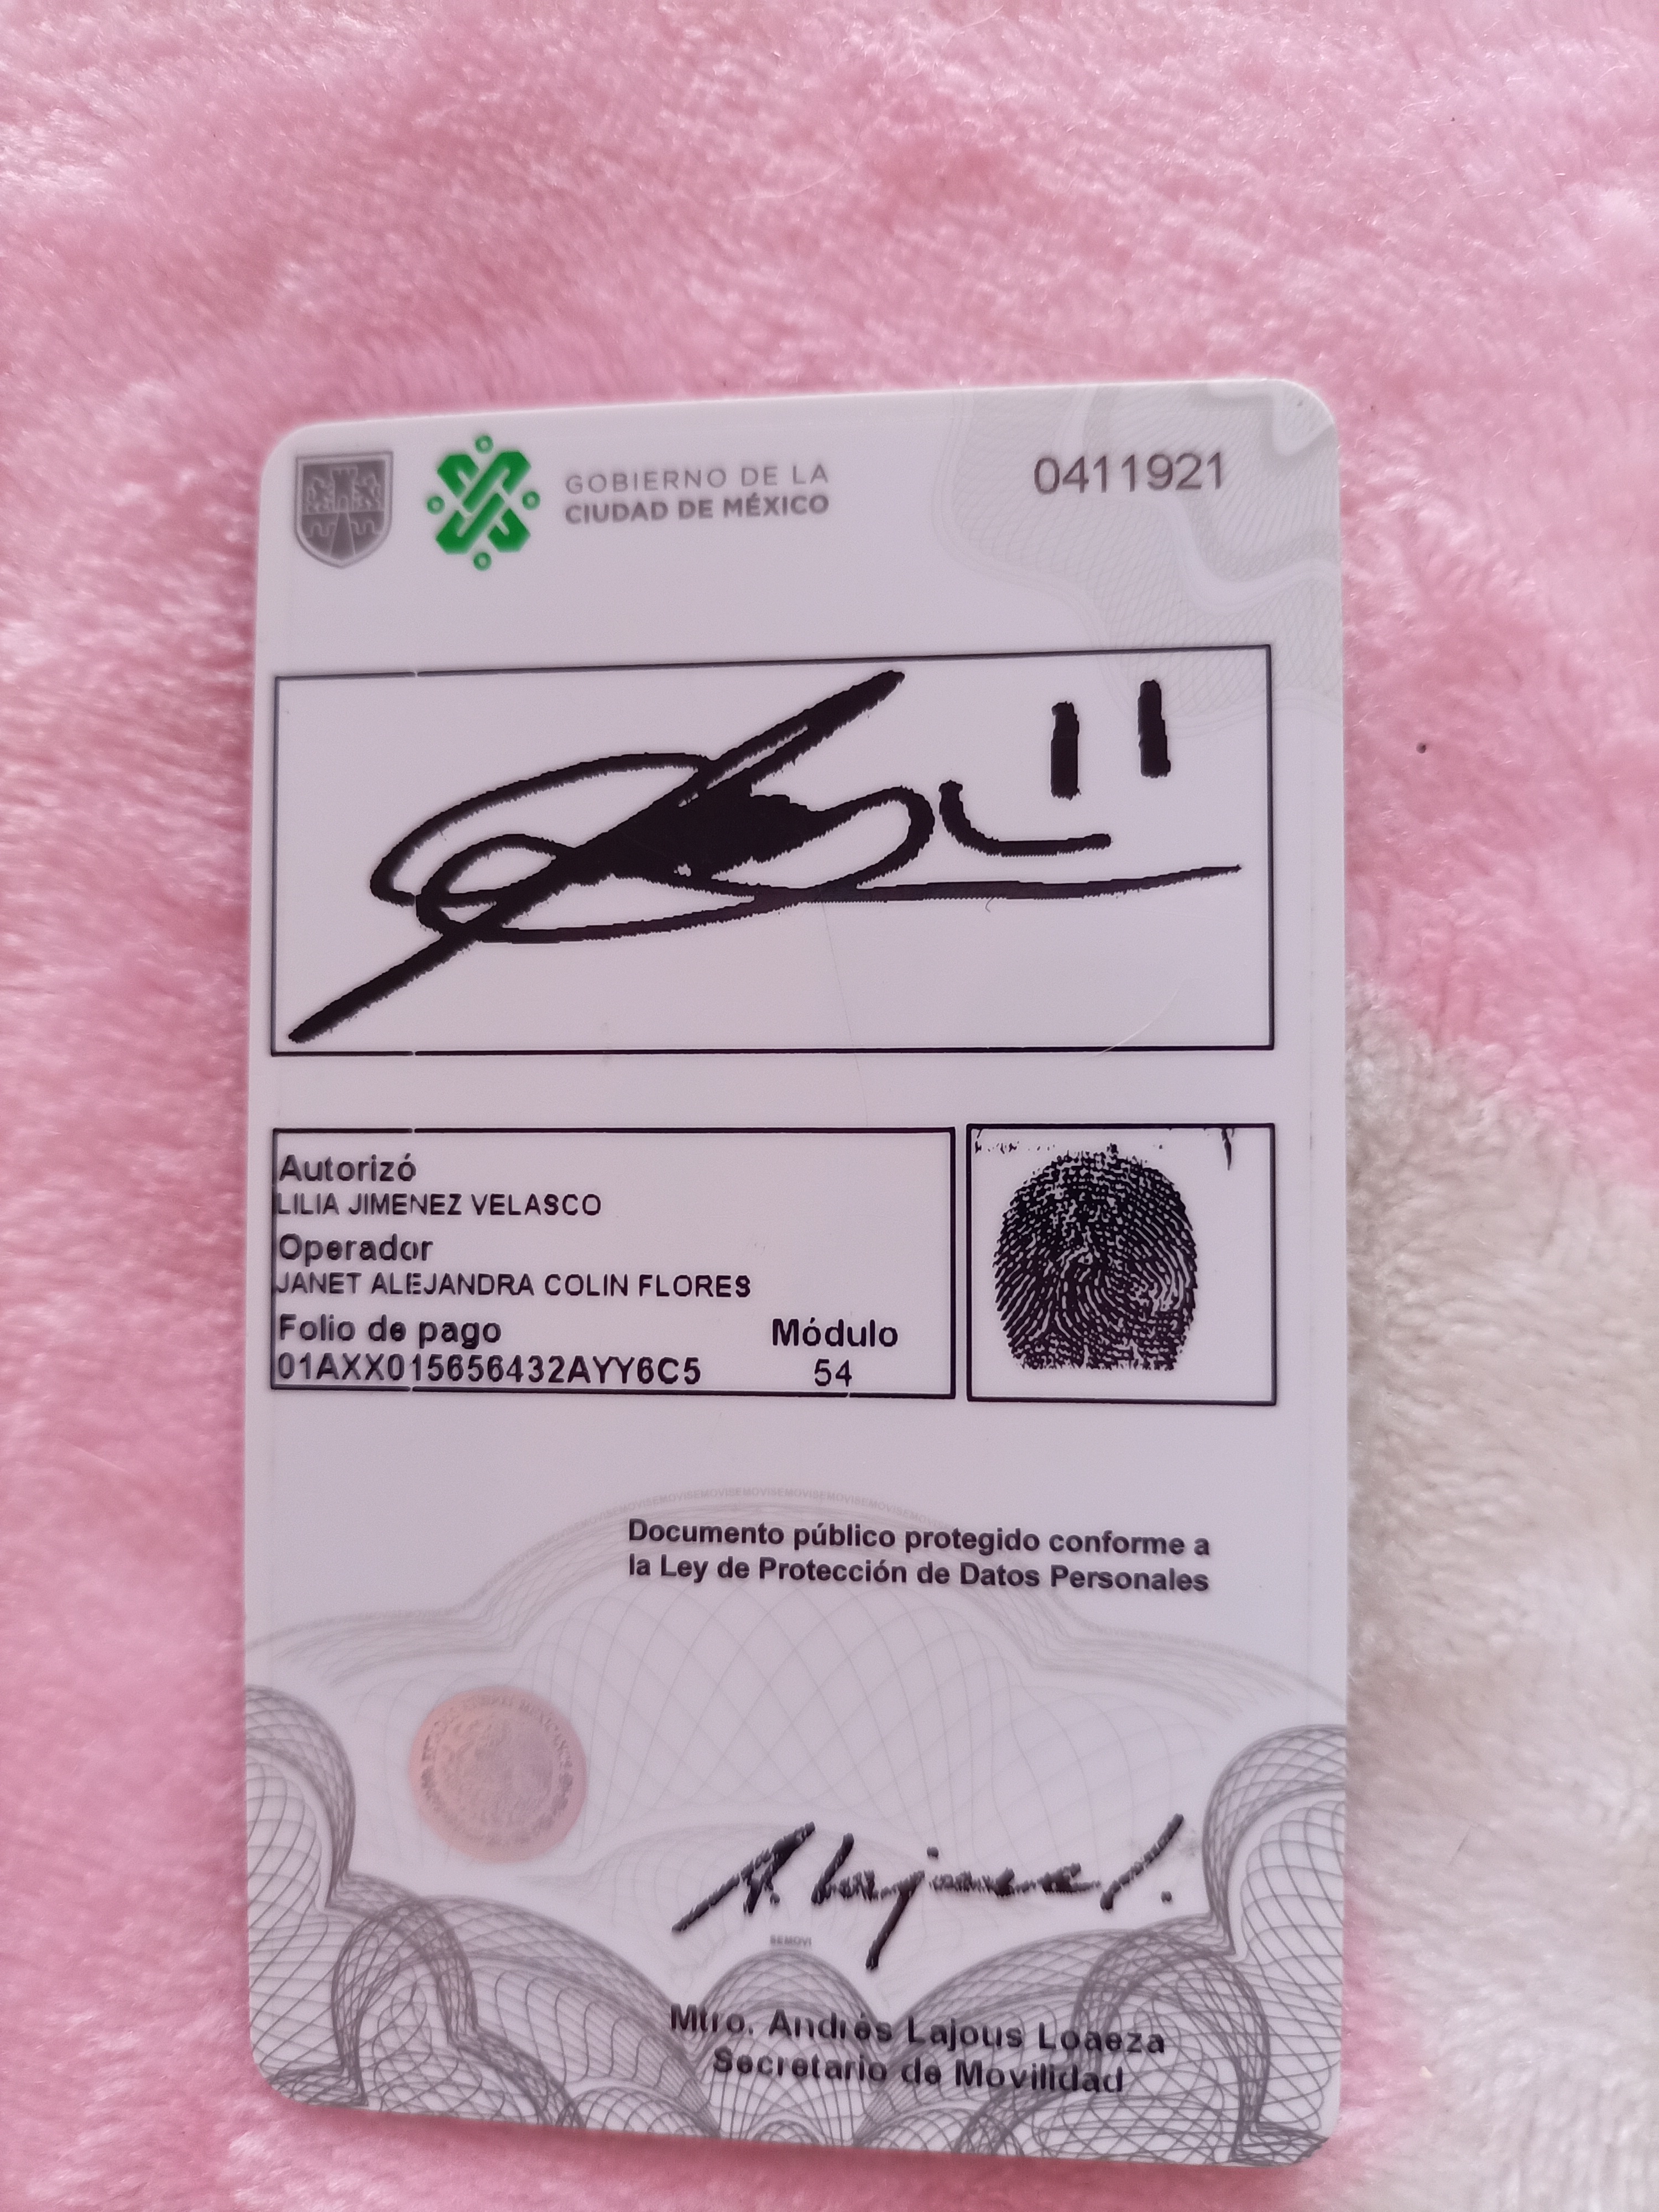 GOBIERNO DE LA
CIUDAD DE MÉXICO
0411921
Autorizó
LILIA JIMENEZ VELASCO
Operador
JANET ALEJANDRA COLIN FLORES
Folio de pago Módulo
01AXX015656432AYY6C5 54
Documento público protegido conforme a
la Ley de Protección de Datos Personales
A. Lajous
SEMOVI
Mtro. Andrés Lajous Loaeza
Secretario de Movilidad